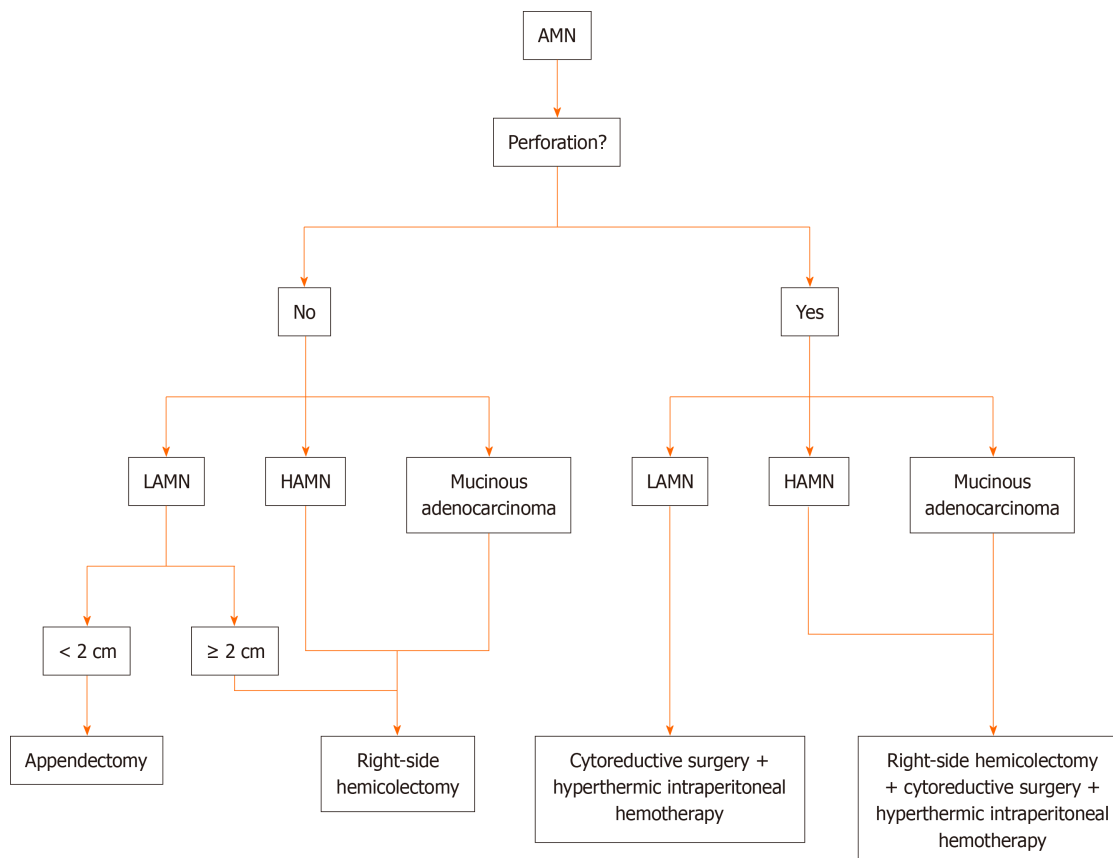 AMN
Perforation?
No
Yes
LAMN
HAMN
Mucinous
adenocarcinoma
LAMN
HAMN
Mucinous
adenocarcinoma
< 2 cm
≥ 2 cm
Appendectomy
Right-side
hemicolectomy
Cytoreductive surgery +
hyperthermic intraperitoneal
hemotherapy
Right-side hemicolectomy
+ cytoreductive surgery +
hyperthermic intraperitoneal
hemotherapy